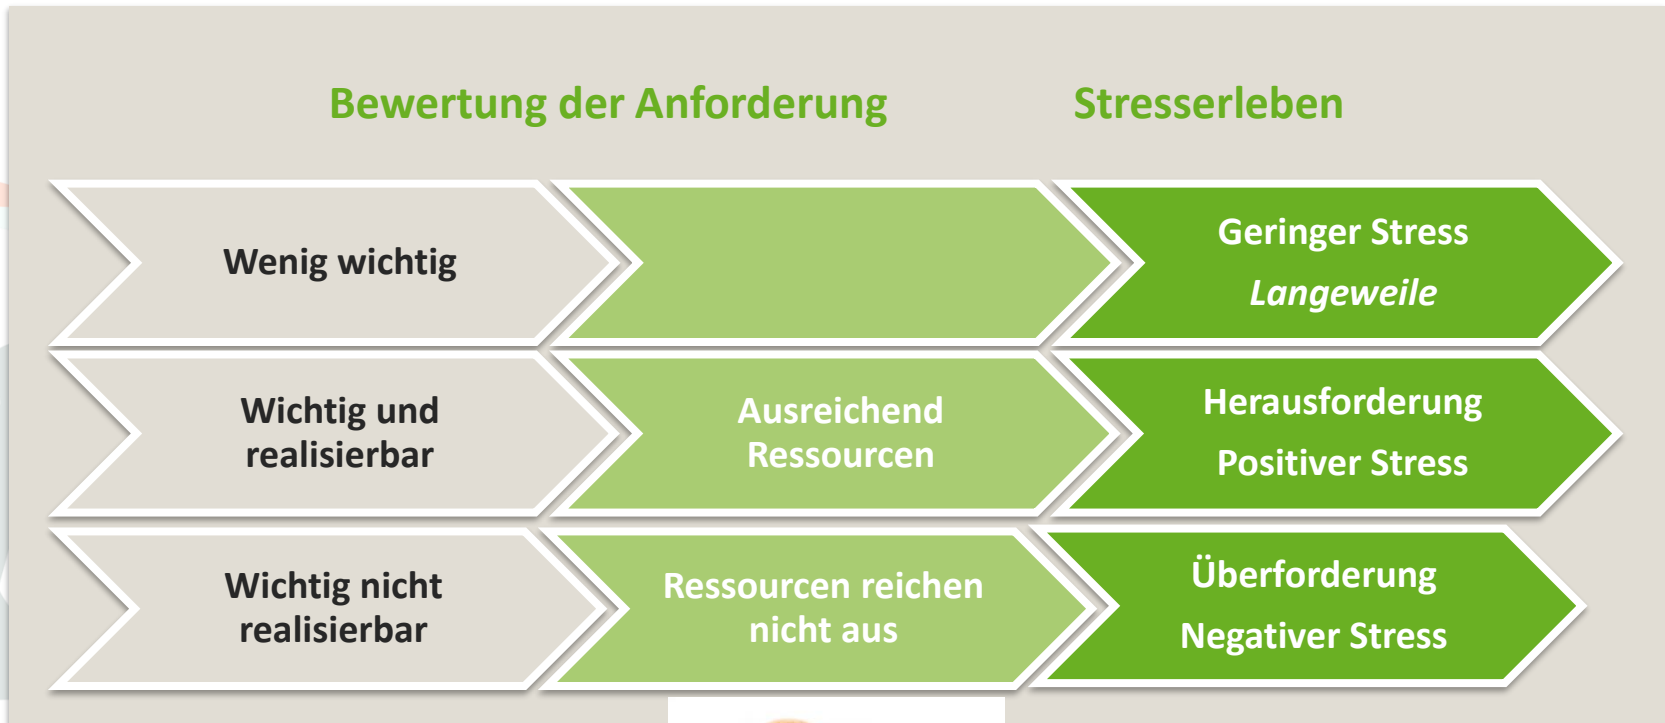 Bewertung der Anforderung
Stresserleben
Wenig wichtig
Geringer Stress
Langeweile
Wichtig und
realisierbar
Ausreichend
Ressourcen
Herausforderung
Positiver Stress
Wichtig nicht
realisierbar
Ressourcen reichen
nicht aus
Überforderung
Negativer Stress